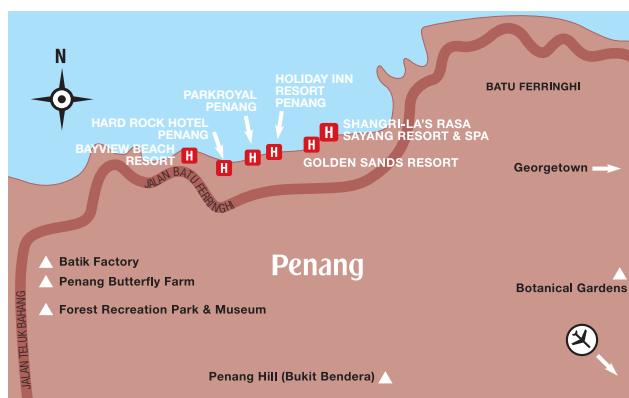 N
HOLIDAY INN
RESORT
PENANG
PARKROYAL
PENANG
BATU FERRINGHI
HARD ROCK HOTEL
PENANG
SHANGRI-LA'S RASA
SAYANG RESORT & SPA
BAYVIEW BEACH
RESORT
H
H
H
H
H
H
GOLDEN SANDS RESORT
Georgetown
JALAN BATU FERRINGHI
Batik Factory
Penang
Penang Butterfly Farm
Botanical Gardens
Forest Recreation Park & Museum
JALAN TELUK BAHANG
Penang Hill (Bukit Bendera)